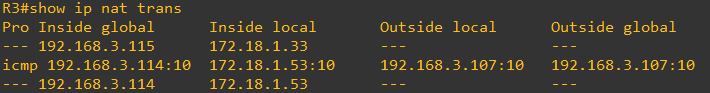 R3#show ip nat trans
Pro Inside global Inside local Outside local Outside global
--- 192.168.3.115 172.18.1.33 --- ---
icmp 192.168.3.114:10 172.18.1.53:10 192.168.3.107:10 192.168.3.107:10
--- 192.168.3.114 172.18.1.53 --- ---